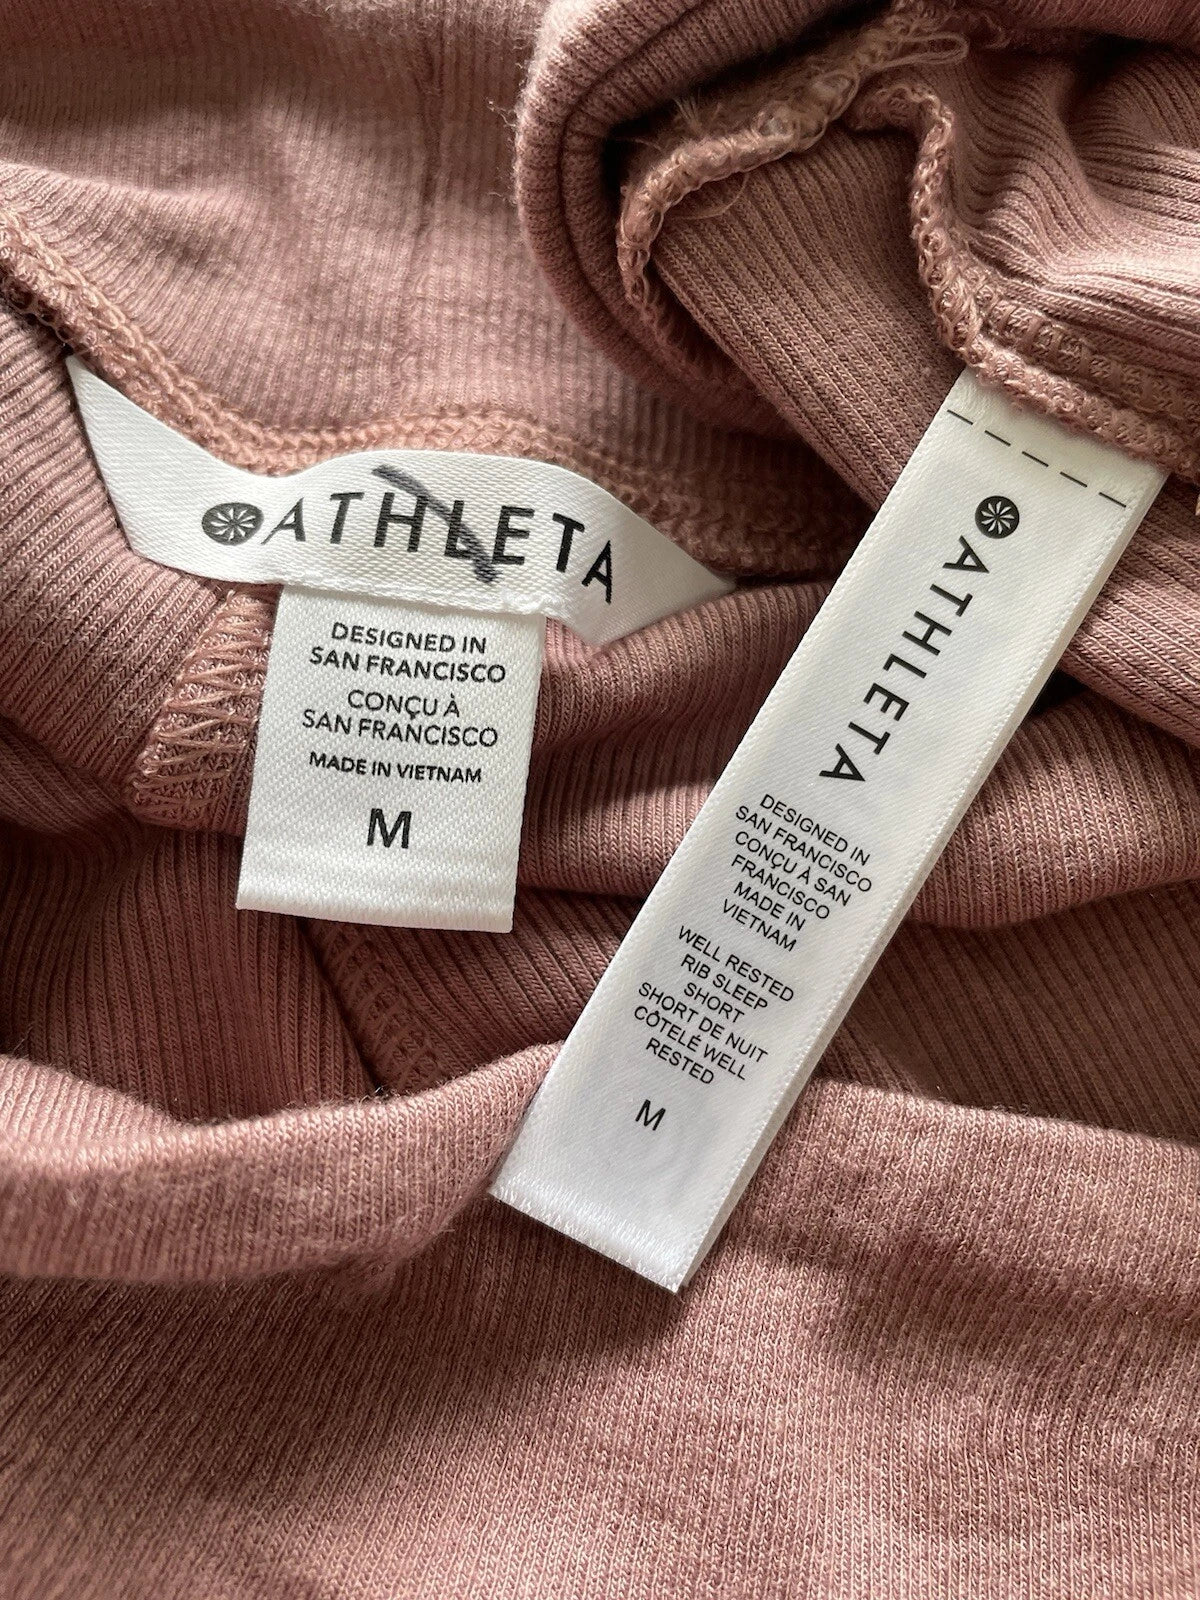 ATHLETA
DESIGNED IN
SAN FRANCISCO
CONÇU À
SAN FRANCISCO
MADE IN VIETNAM
M
ATHLETA
DESIGNED IN
SAN FRANCISCO
CONÇU À SAN
FRANCISCO
MADE IN
VIETNAM
WELL RESTED
RIB SLEEP
SHORT
SHORT DE NUIT
CÔTELÉ WELL
RESTED
M